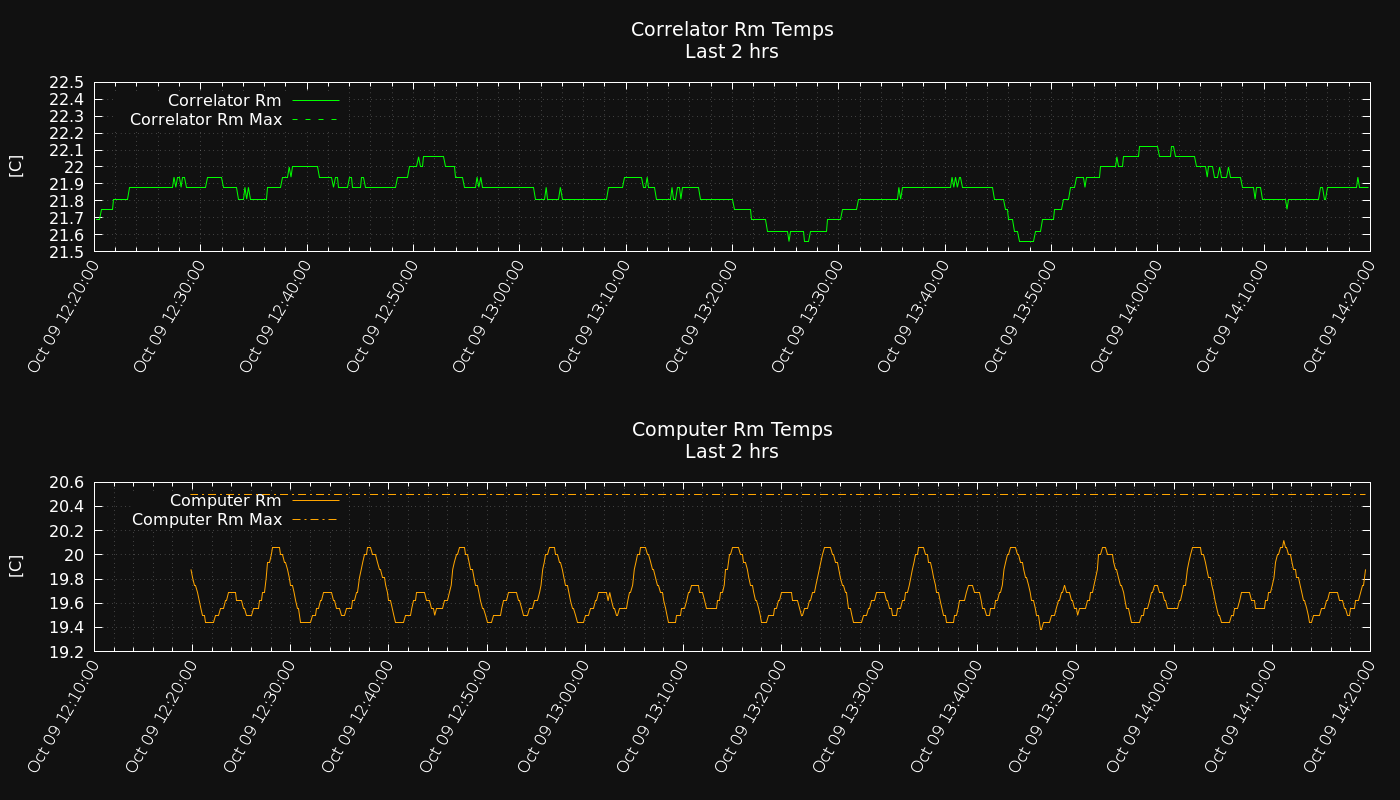 Correlator Rm Temps
Last 2 hrs
22.5
22.4
22.3
22.2
22.1
22
21.9
21.8
21.7
21.6
21.5
[C]
Correlator Rm
Correlator Rm Max
Oct 09 12:20:00
Oct 09 12:30:00
Oct 09 12:40:00
Oct 09 12:50:00
Oct 09 13:00:00
Oct 09 13:10:00
Oct 09 13:20:00
Oct 09 13:30:00
Oct 09 13:40:00
Oct 09 13:50:00
Oct 09 14:00:00
Oct 09 14:10:00
Oct 09 14:20:00
Computer Rm Temps
Last 2 hrs
20.6
20.4
20.2
20
19.8
19.6
19.4
19.2
[C]
Computer Rm
Computer Rm Max
Oct 09 12:10:00
Oct 09 12:20:00
Oct 09 12:30:00
Oct 09 12:40:00
Oct 09 12:50:00
Oct 09 13:00:00
Oct 09 13:10:00
Oct 09 13:20:00
Oct 09 13:30:00
Oct 09 13:40:00
Oct 09 13:50:00
Oct 09 14:00:00
Oct 09 14:10:00
Oct 09 14:20:00